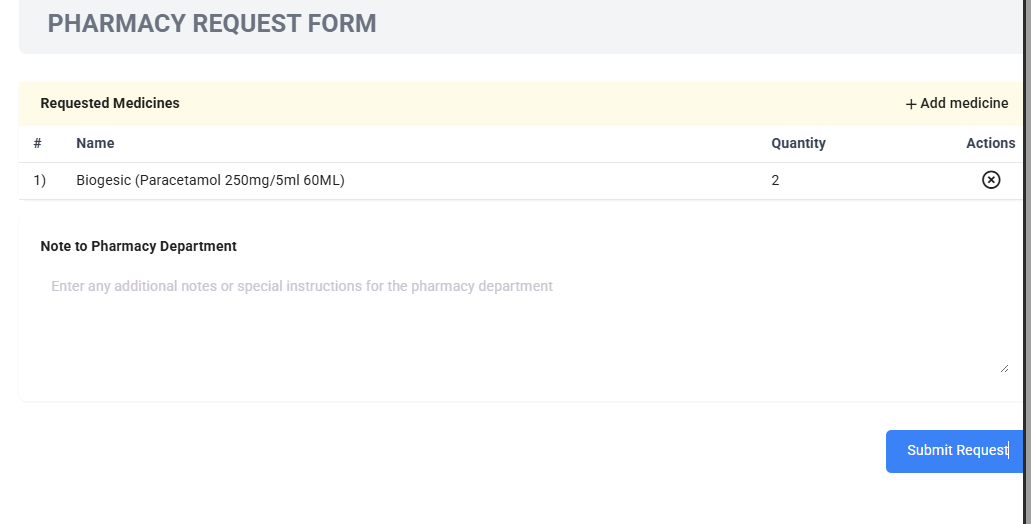 PHARMACY REQUEST FORM
Requested Medicines + Add medicine
# Name Quantity Actions
1) Biogesic (Paracetamol 250mg/5ml 60ML) 2
Note to Pharmacy Department
Enter any additional notes or special instructions for the pharmacy department
Submit Request